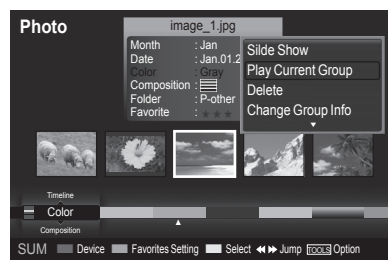 Photo
image_1.jpg
Month : Jan
Date : Jan.01.2
Color : Gray
Composition :
Folder : P-other
Favorite : ★★★
Silde Show
Play Current Group
Delete
Change Group Info
Timeline
Color
Composition
SUM Device Favorites Setting Select Jump TOOLS Option